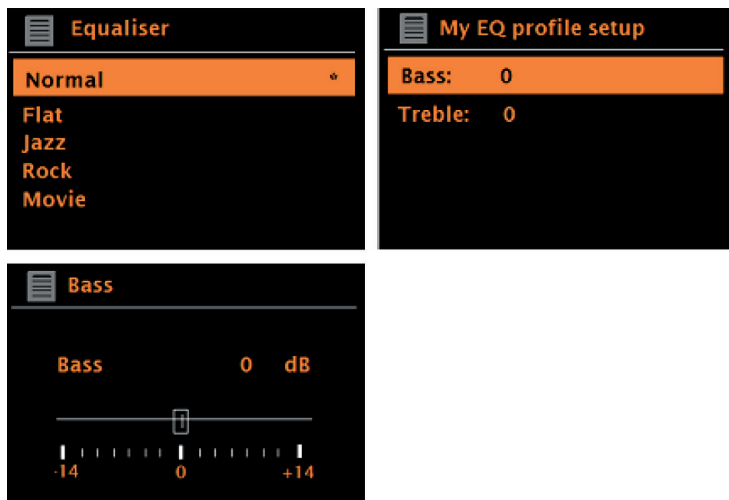 Equaliser
Normal *
Flat
Jazz
Rock
Movie
My EQ profile setup
Bass: 0
Treble: 0
Bass
Bass 0 dB
-14 0 +14